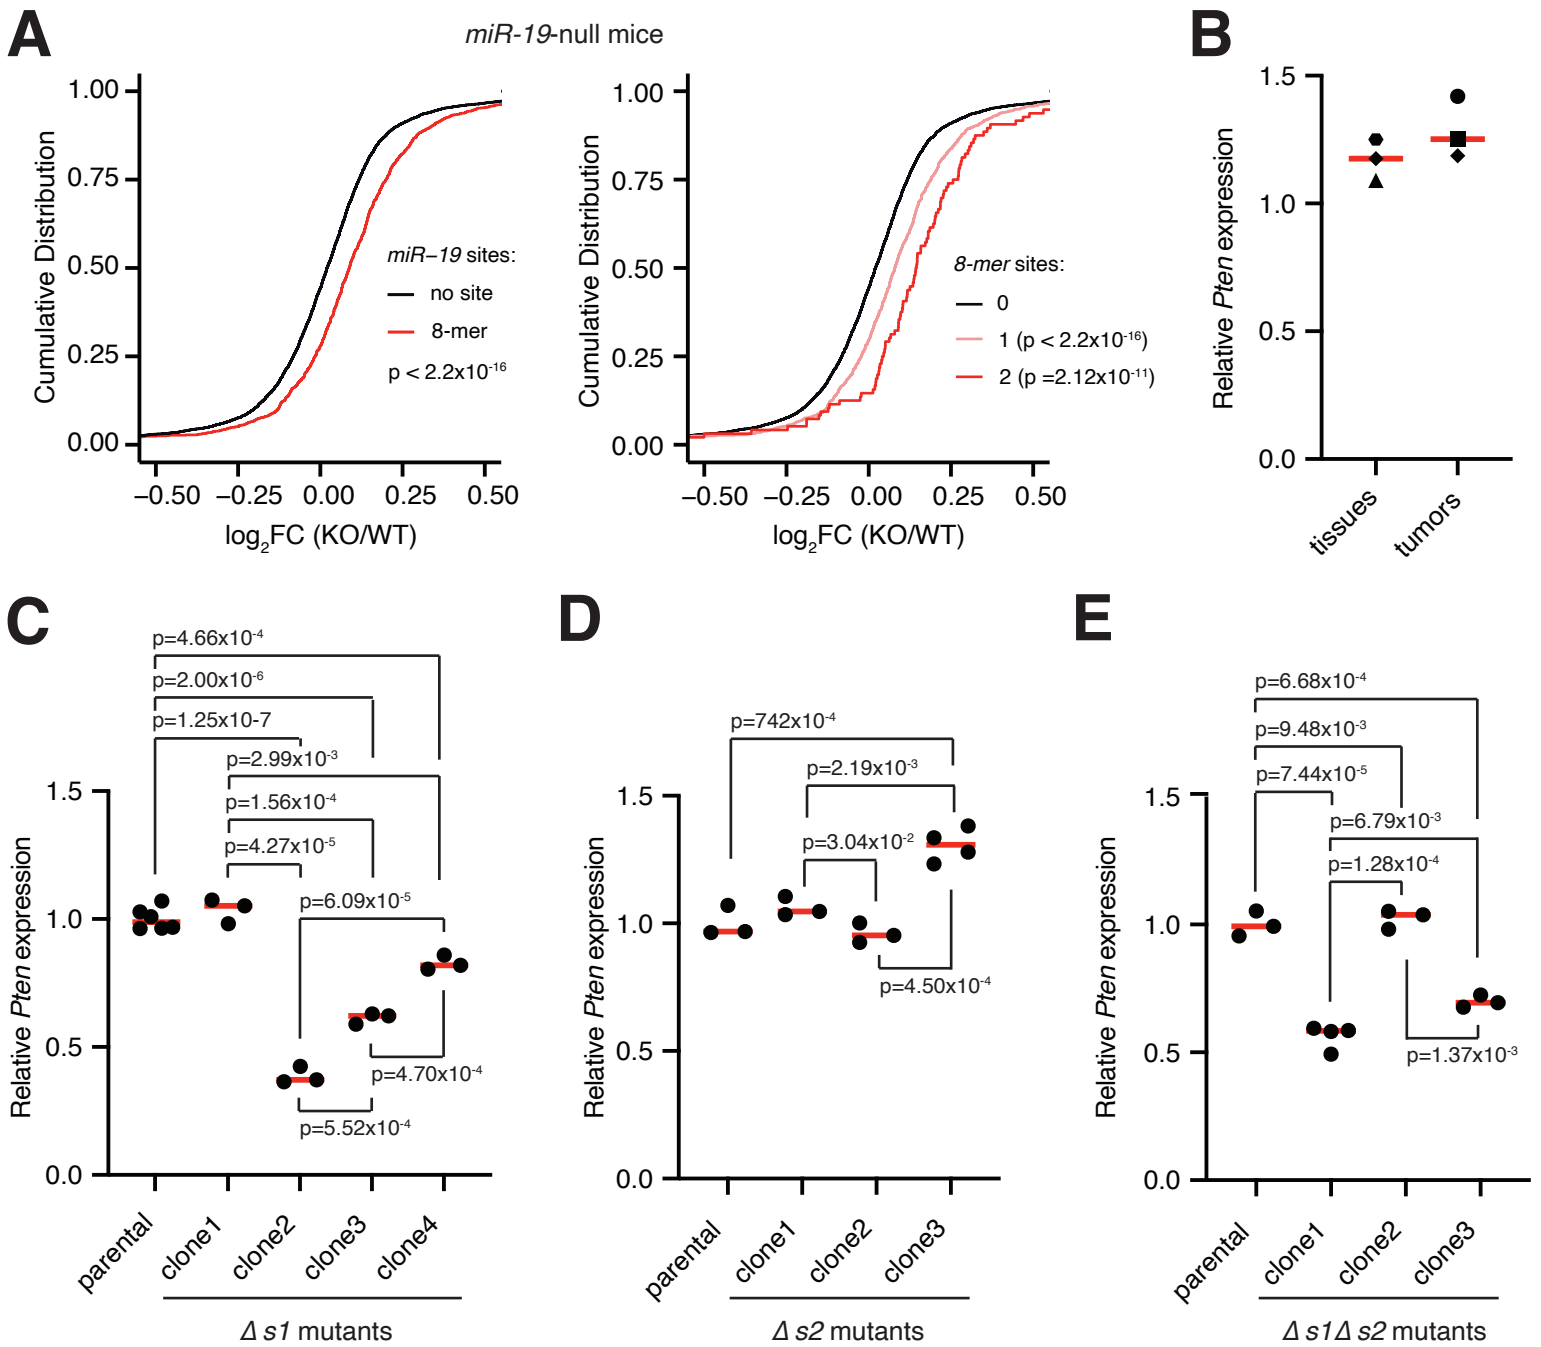 A
miR-19-null mice
1.00
0.75
0.50
0.25
0.00
Cumulative Distribution
−0.50 −0.25 0.00 0.25 0.50
log2FC (KO/WT)
miR−19 sites:
no site
8-mer
p < 2.2x10-16
1.00
0.75
0.50
0.25
0.00
Cumulative Distribution
−0.50 −0.25 0.00 0.25 0.50
log2FC (KO/WT)
8-mer sites:
0
1 (p < 2.2x10-16)
2 (p =2.12x10-11)
B
1.5
1.0
0.5
0.0
Relative Pten expression
tissues
tumors
C
p=4.66x10-4
p=2.00x10-6
p=1.25x10-7
p=2.99x10-3
p=1.56x10-4
p=4.27x10-5
p=6.09x10-5
p=4.70x10-4
p=5.52x10-4
1.5
1.0
0.5
0.0
Relative Pten expression
parental
clone1
clone2
clone3
clone4
Δ s1 mutants
D
p=742x10-4
p=2.19x10-3
p=3.04x10-2
p=4.50x10-4
1.5
1.0
0.5
0.0
Relative Pten expression
parental
clone1
clone2
clone3
Δ s2 mutants
E
p=6.68x10-4
p=9.48x10-3
p=7.44x10-5
p=6.79x10-3
p=1.28x10-4
p=1.37x10-3
1.5
1.0
0.5
0.0
Relative Pten expression
parental
clone1
clone2
clone3
Δ s1Δ s2 mutants